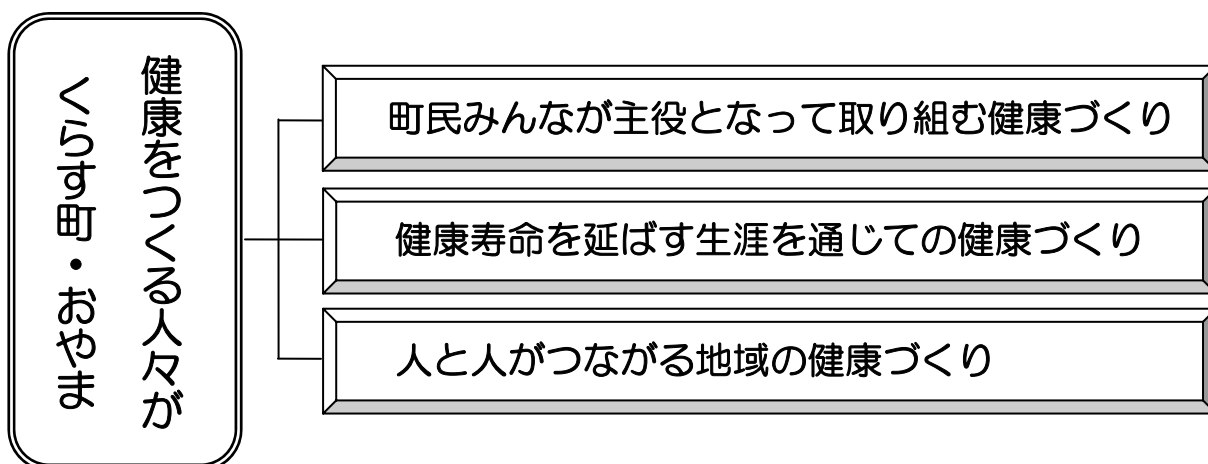 健康をつくる人々が
くらす町・おやま
町民みんなが主役となって取り組む健康づくり
健康寿命を延ばす生涯を通じての健康づくり
人と人がつながる地域の健康づくり